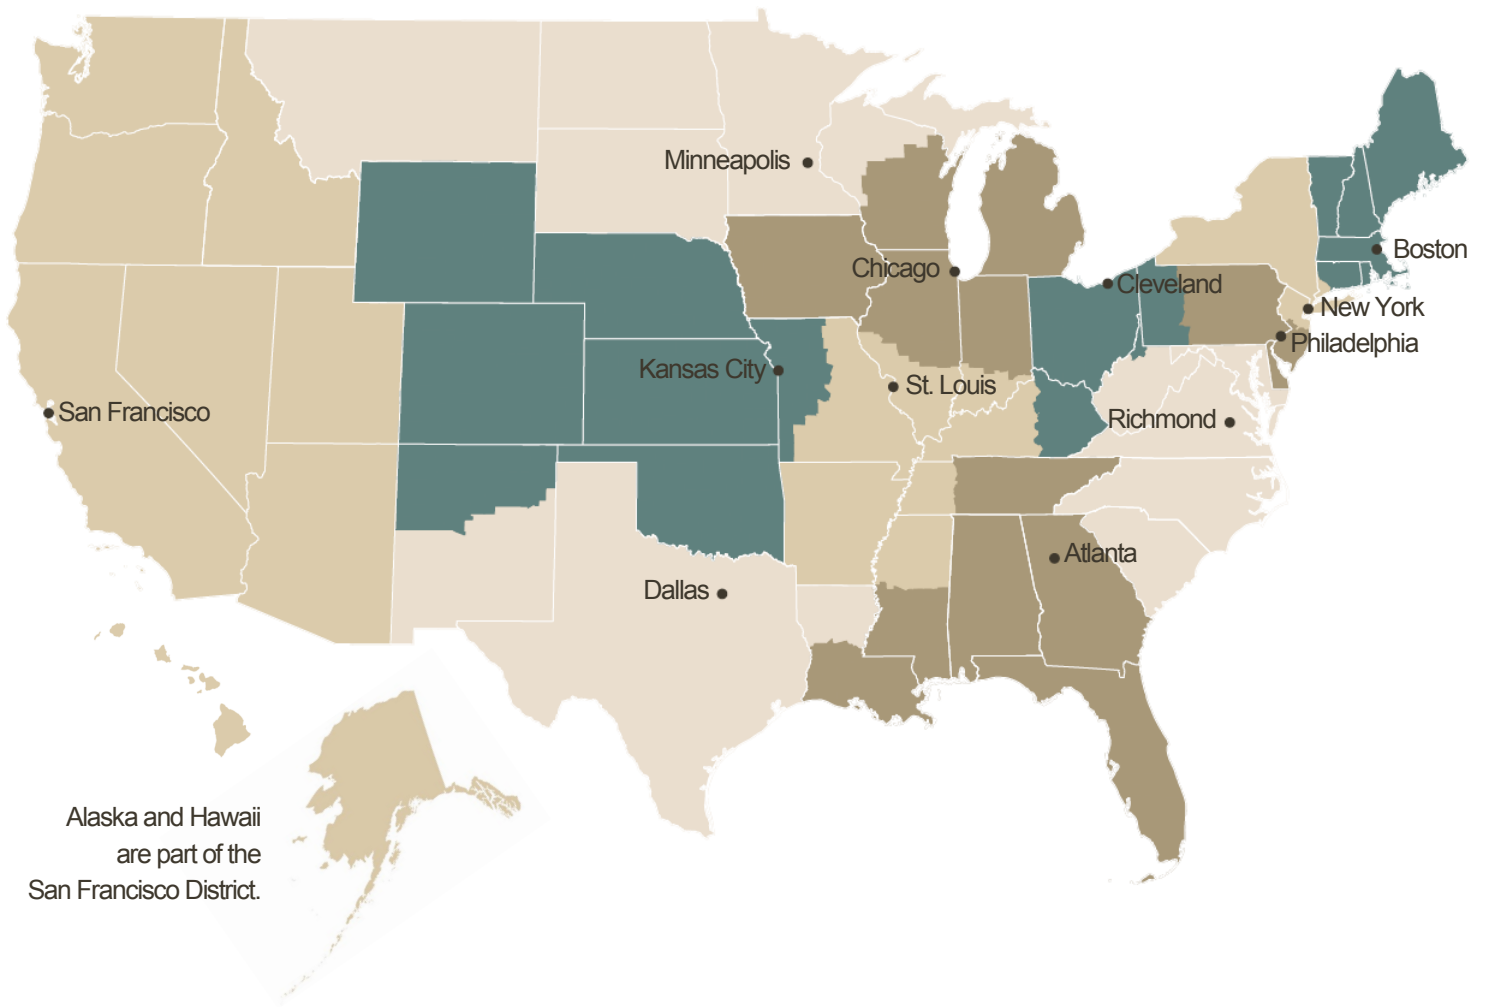 Minneapolis
Boston
Chicago
Cleveland
New York
Philadelphia
Kansas City
St. Louis
San Francisco
Richmond
Atlanta
Dallas
Alaska and Hawaii
are part of the
San Francisco District.